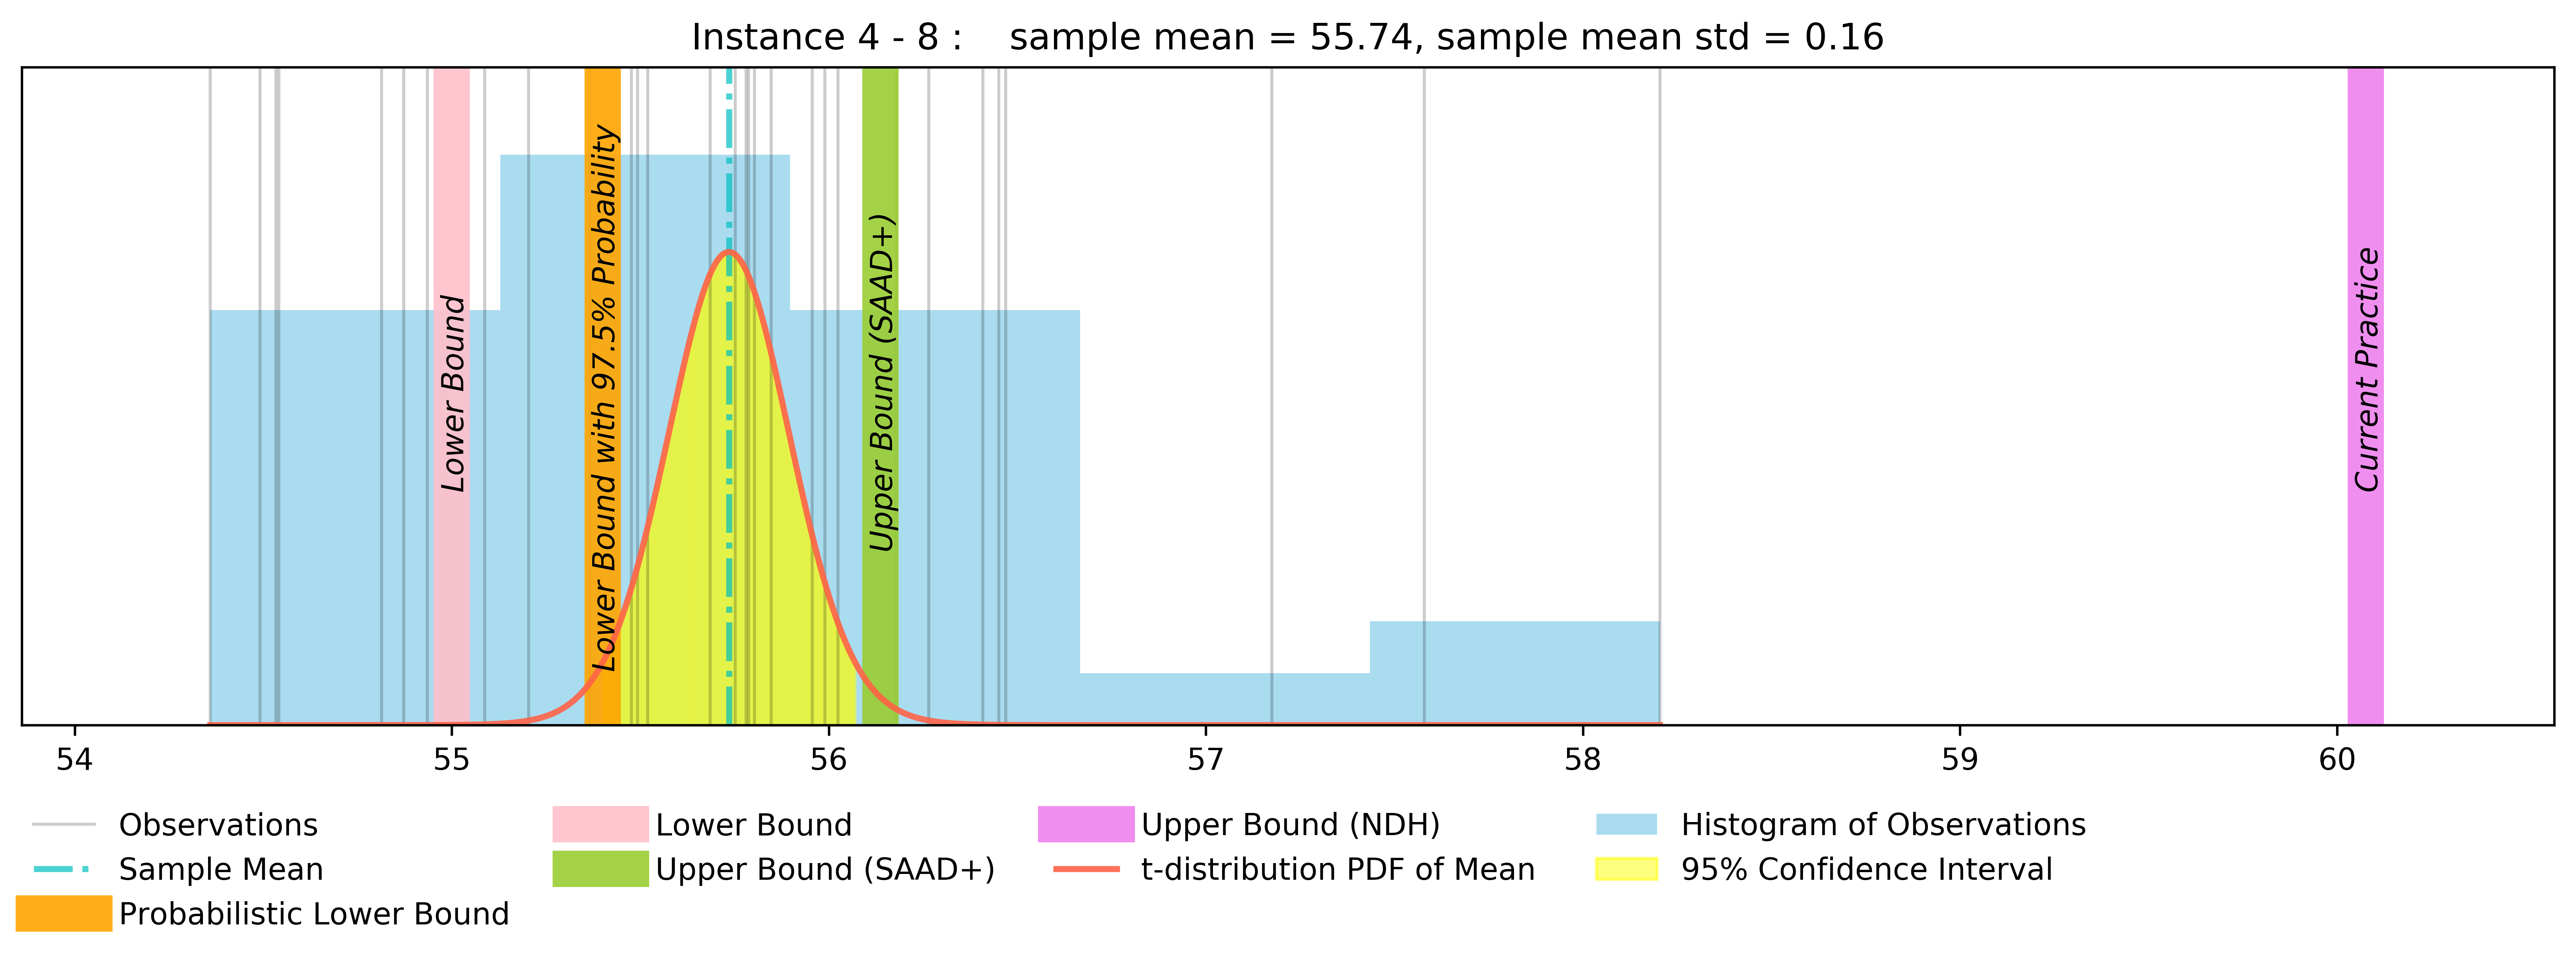 Instance 4 - 8 :    sample mean = 55.74, sample mean std = 0.16
Lower Bound
Lower Bound with 97.5% Probability
Upper Bound (SAAD+)
Current Practice
54 55 56 57 58 59 60
Observations
Sample Mean
Probabilistic Lower Bound
Lower Bound
Upper Bound (SAAD+)
Upper Bound (NDH)
t-distribution PDF of Mean
Histogram of Observations
95% Confidence Interval